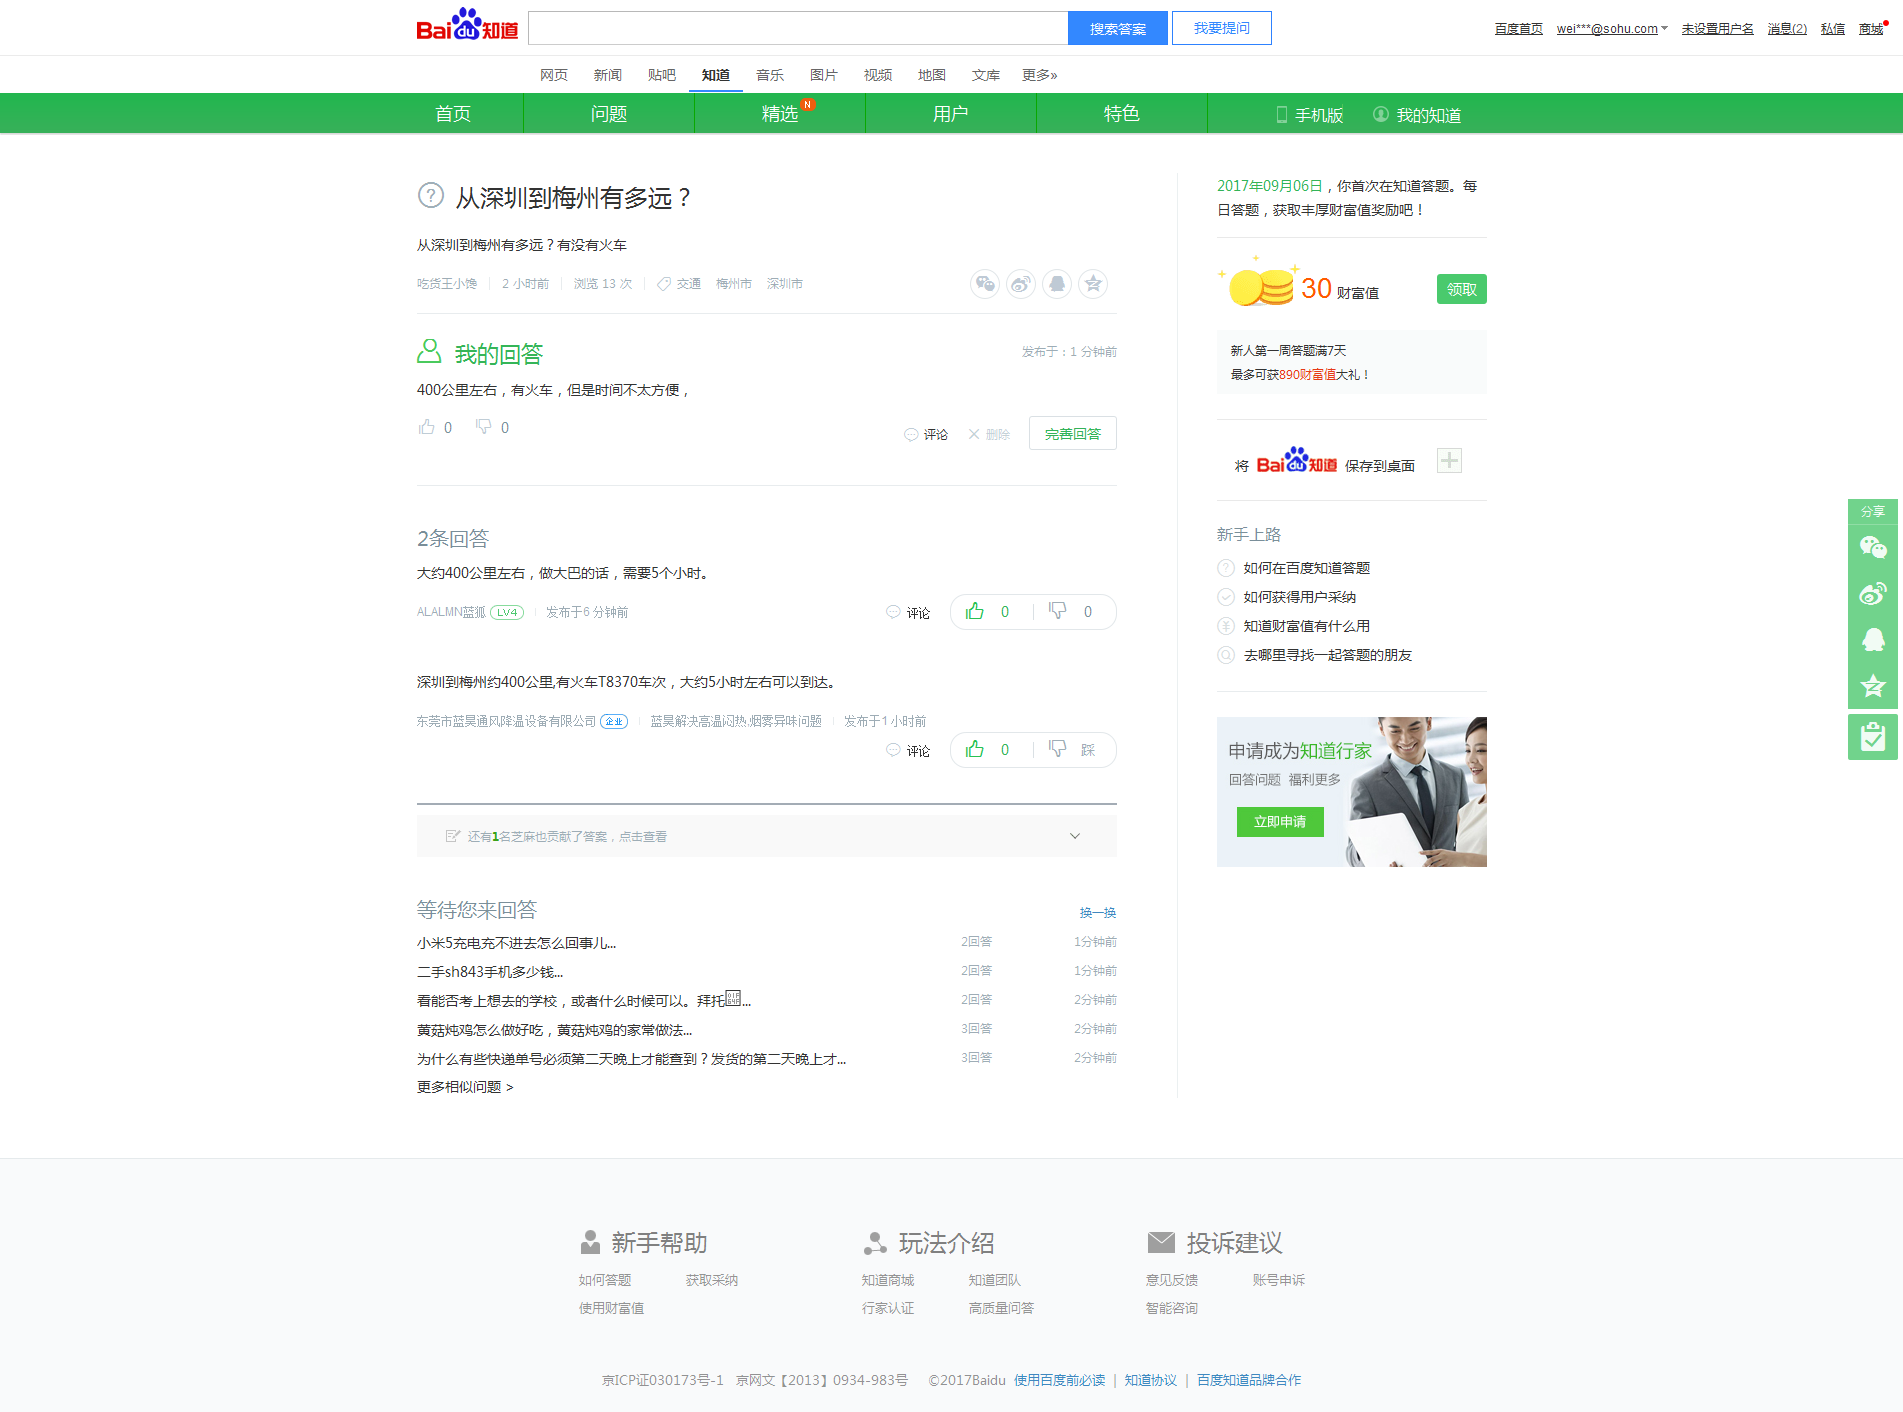 Baidu知道
搜索答案 我要提问
百度首页 wei***@sohu.com 未设置用户名 消息(2) 私信 商城
网页 新闻 贴吧 知道 音乐 图片 视频 地图 文库 更多»
首页 问题 精选 N 用户 特色 手机版 我的知道
从深圳到梅州有多远？
从深圳到梅州有多远？有没有火车
吃货王小馋 2 小时前 浏览 13 次 交通 梅州市 深圳市
我的回答 发布于：1 分钟前
400公里左右，有火车，但是时间不太方便，
0 0
评论 删除 完善回答
2条回答
大约400公里左右，做大巴的话，需要5个小时。
ALALMN蓝狐 LV4 发布于6 分钟前 评论 0 0
深圳到梅州约400公里,有火车T8370车次，大约5小时左右可以到达。
东莞市蓝昊通风降温设备有限公司 企业 蓝昊解决高温闷热,烟雾异味问题 发布于1 小时前
评论 0 踩
还有1名芝麻也贡献了答案，点击查看
等待您来回答 换一换
小米5充电充不进去怎么回事儿... 2回答 1分钟前
二手sh843手机多少钱... 2回答 1分钟前
看能否考上想去的学校，或者什么时候可以。拜托... 2回答 2分钟前
黄菇炖鸡怎么做好吃，黄菇炖鸡的家常做法... 3回答 2分钟前
为什么有些快递单号必须第二天晚上才能查到？发货的第二天晚上才... 3回答 2分钟前
更多相似问题 >
2017年09月06日，你首次在知道答题。每
日答题，获取丰厚财富值奖励吧！
30 财富值 领取
新人第一周答题满7天
最多可获890财富值大礼！
将 Baidu知道 保存到桌面
新手上路
如何在百度知道答题
如何获得用户采纳
知道财富值有什么用
去哪里寻找一起答题的朋友
申请成为知道行家
回答问题 福利更多
立即申请
分享
新手帮助 玩法介绍 投诉建议
如何答题 获取采纳 知道商城 知道团队 意见反馈 账号申诉
使用财富值 行家认证 高质量问答 智能咨询
京ICP证030173号-1 京网文【2013】0934-983号 ©2017Baidu 使用百度前必读 | 知道协议 | 百度知道品牌合作